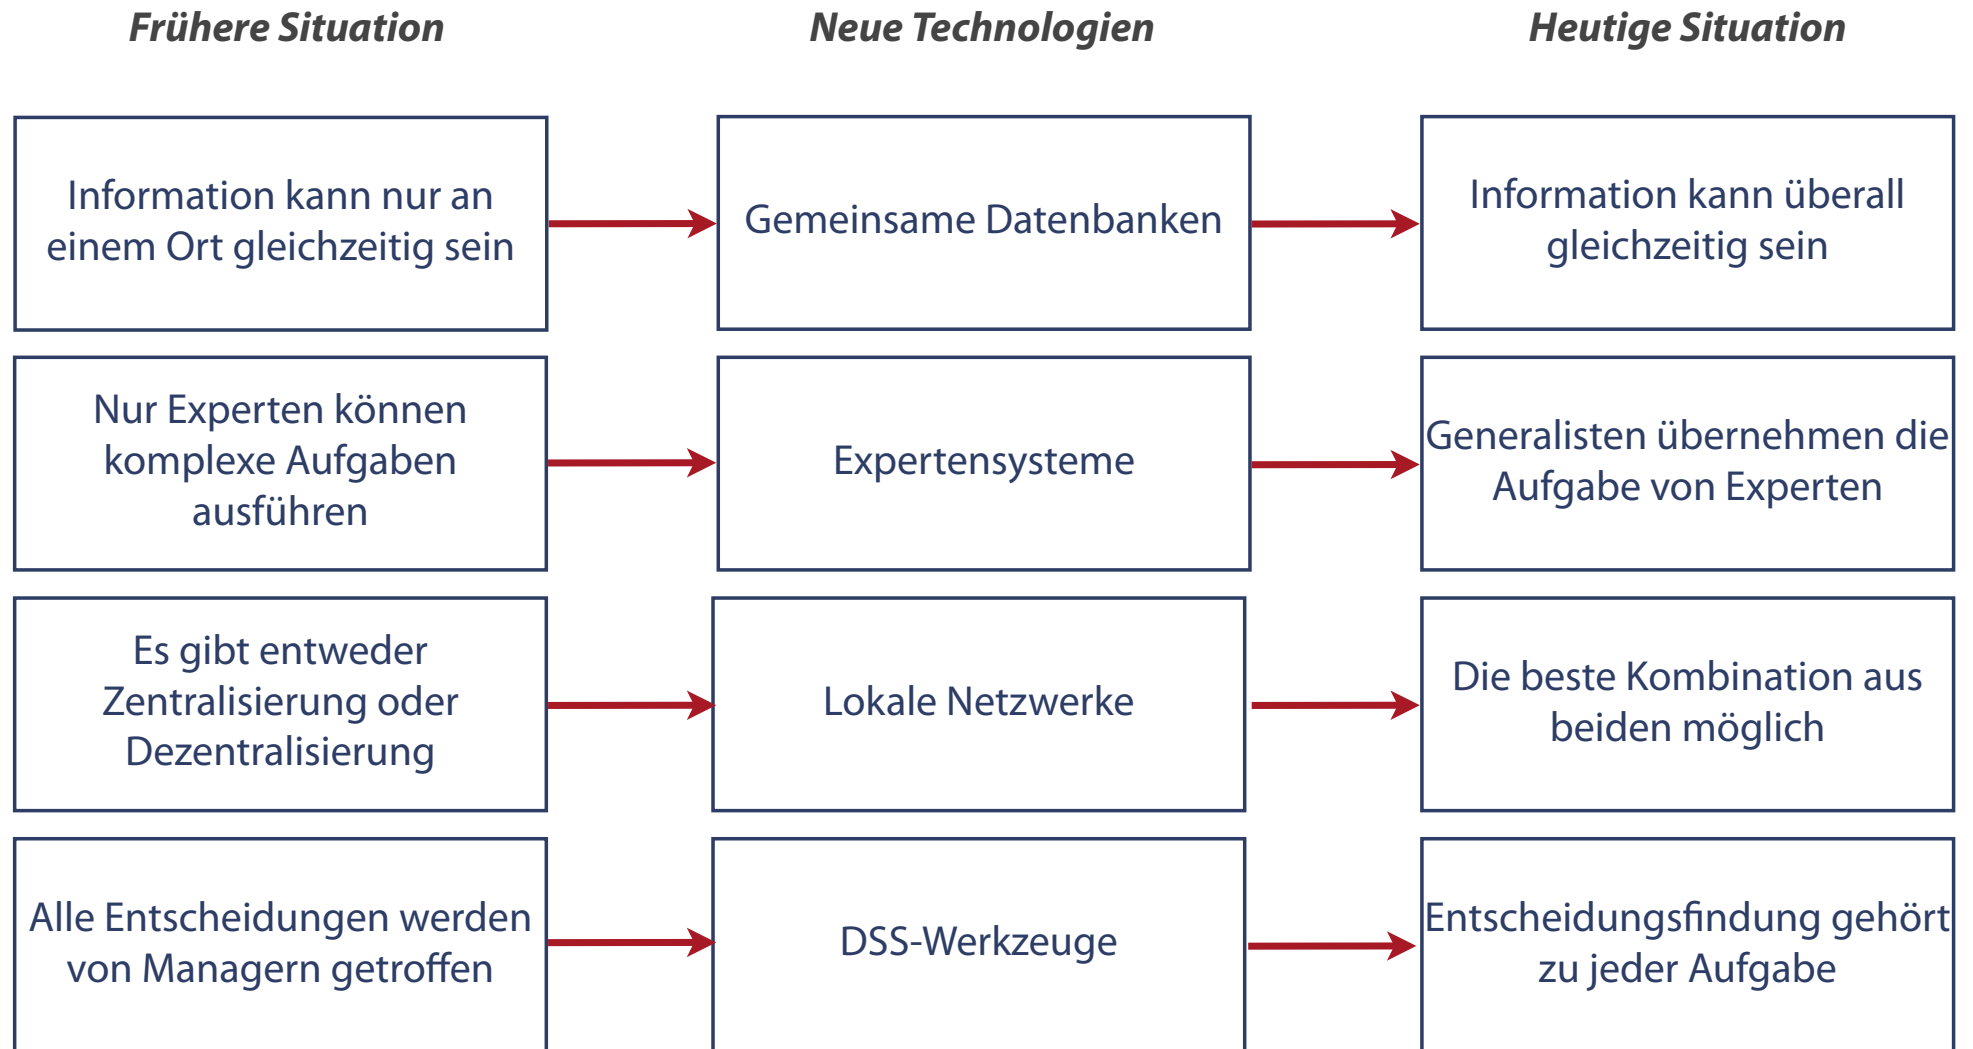 Frühere Situation
Neue Technologien
Heutige Situation
Information kann nur an
einem Ort gleichzeitig sein
Gemeinsame Datenbanken
Information kann überall
gleichzeitig sein
Nur Experten können
komplexe Aufgaben
ausführen
Expertensysteme
Generalisten übernehmen die
Aufgabe von Experten
Es gibt entweder
Zentralisierung oder
Dezentralisierung
Lokale Netzwerke
Die beste Kombination aus
beiden möglich
Alle Entscheidungen werden
von Managern getroffen
DSS-Werkzeuge
Entscheidungsfindung gehört
zu jeder Aufgabe